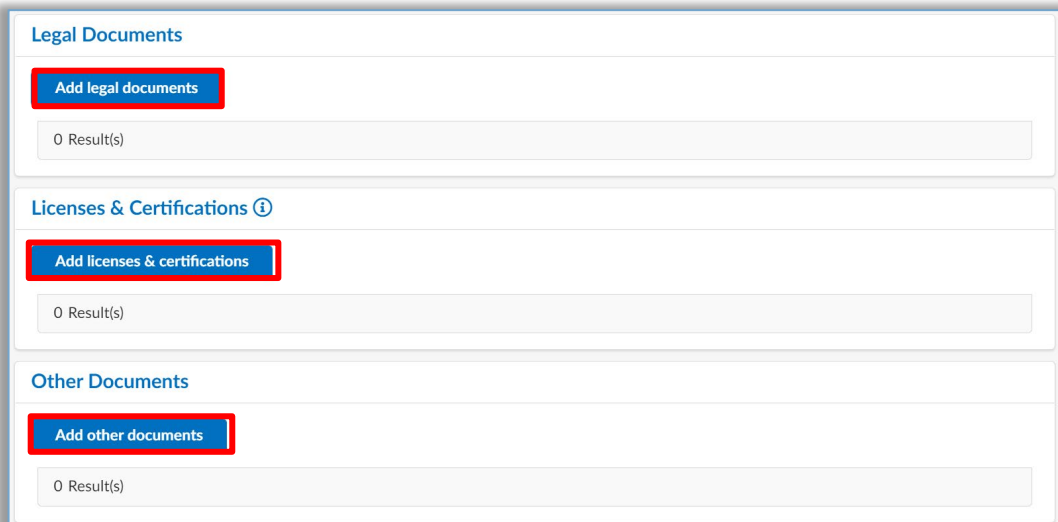 Legal Documents
Add legal documents
0 Result(s)
Licenses & Certifications
Add licenses & certifications
0 Result(s)
Other Documents
Add other documents
0 Result(s)